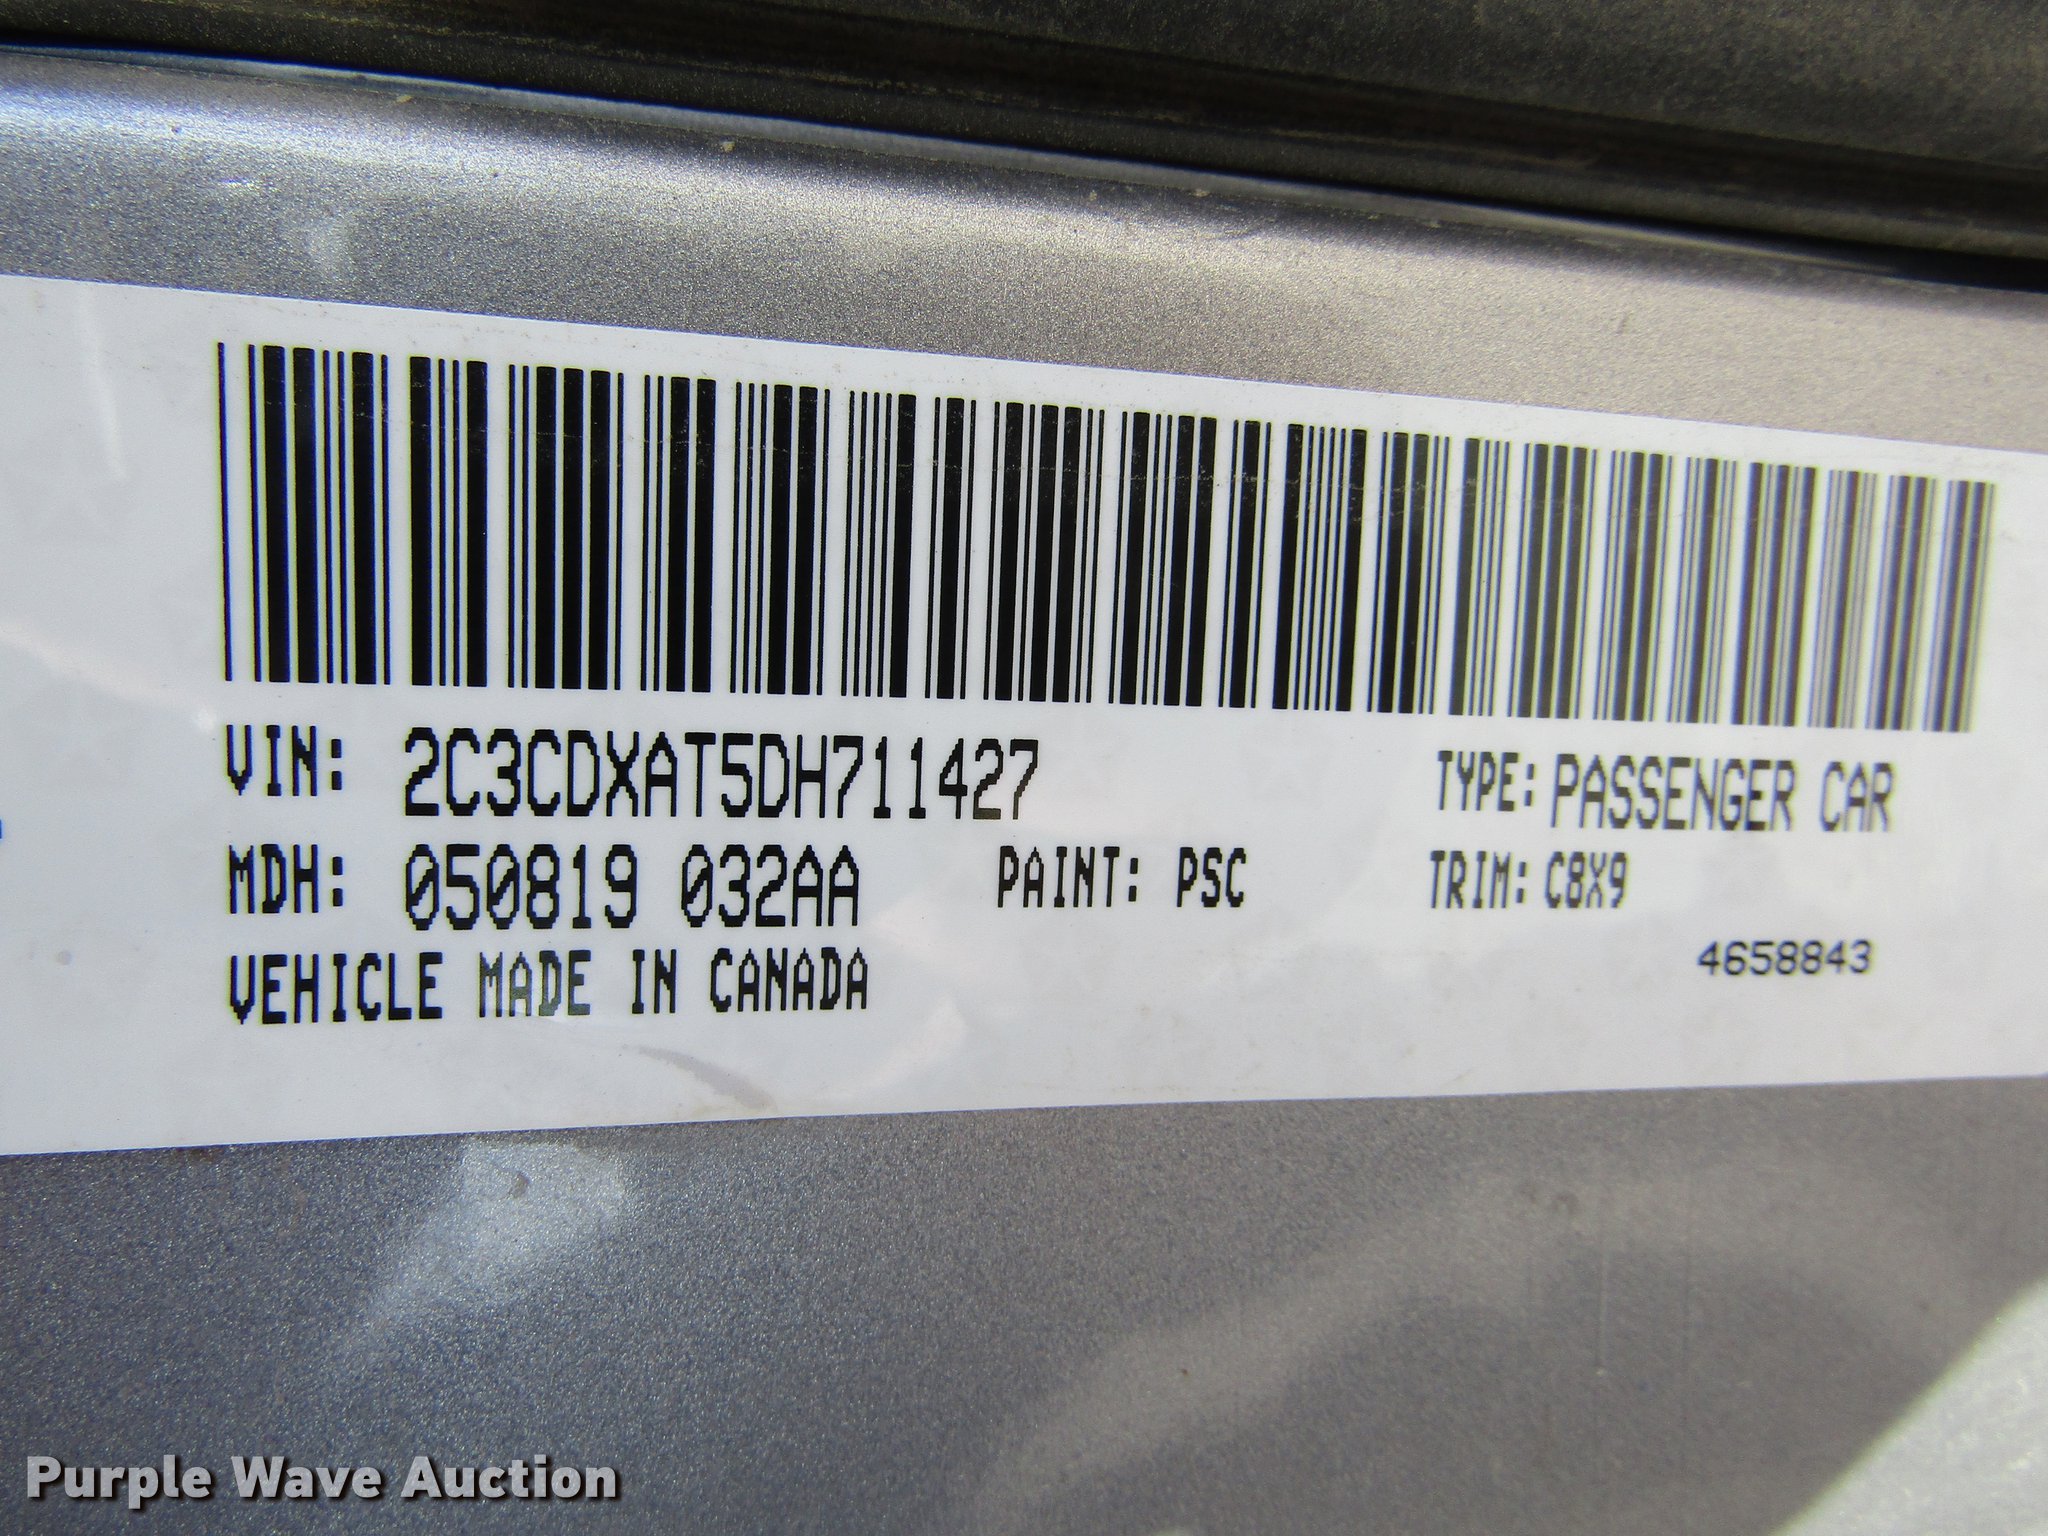 VIN: 2C3CDXAT5DH711427
TYPE: PASSENGER CAR
MDH: 050819 032AA
PAINT: PSC
TRIM: C8X9
VEHICLE MADE IN CANADA
4658843
Purple Wave Auction